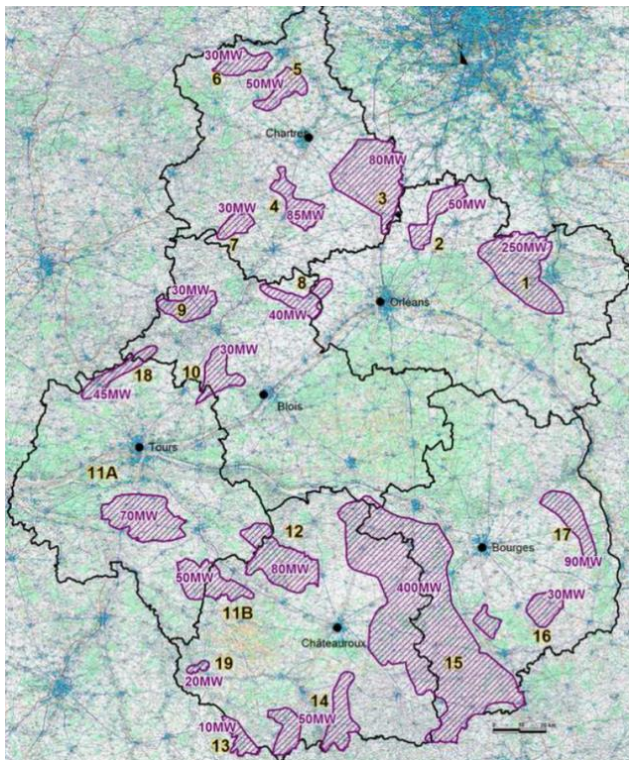 30MW
6
5
50MW
Chartres
80MW
4
3
85MW
50MW
30MW
7
2
250MW
1
8
30MW
9
40MW
Orléans
30MW
10
18
45MW
Blois
Tours
11A
70MW
12
17
50MW
80MW
Bourges
90MW
400MW
30MW
11B
16
Châteauroux
19
20MW
15
14
10MW
50MW
13